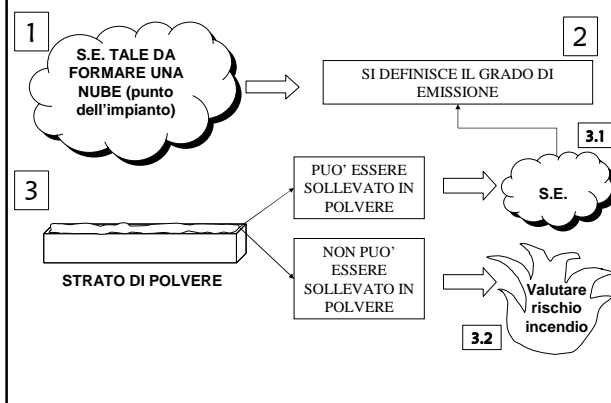 1
S.E. TALE DA
FORMARE UNA
NUBE (punto
dell'impianto)
2
SI DEFINISCE IL GRADO DI
EMISSIONE
3.1
3
PUO' ESSERE
SOLLEVATO IN
POLVERE
S.E.
STRATO DI POLVERE
NON PUO'
ESSERE
SOLLEVATO IN
POLVERE
Valutare
rischio
incendio
3.2